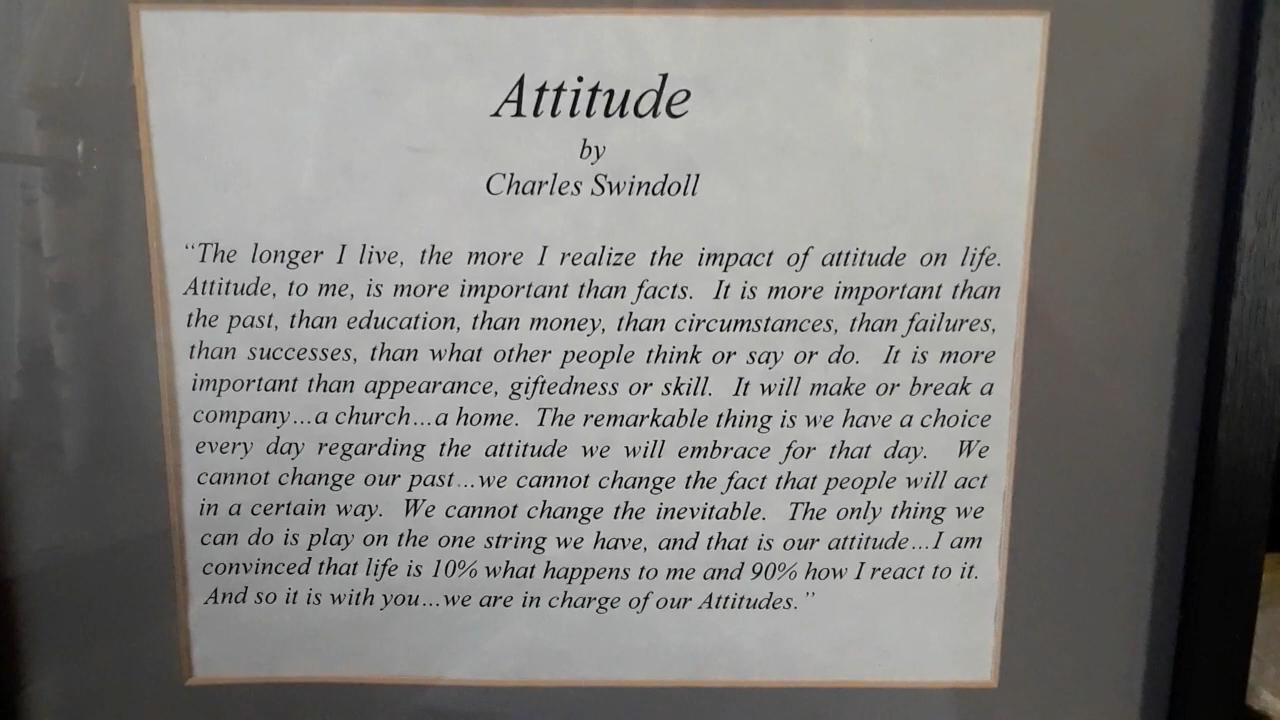 Attitude
by
Charles Swindoll
“The longer I live, the more I realize the impact of attitude on life.
Attitude, to me, is more important than facts. It is more important than
the past, than education, than money, than circumstances, than failures,
than successes, than what other people think or say or do. It is more
important than appearance, giftedness or skill. It will make or break a
company...a church...a home. The remarkable thing is we have a choice
every day regarding the attitude we will embrace for that day. We
cannot change our past...we cannot change the fact that people will act
in a certain way. We cannot change the inevitable. The only thing we
can do is play on the one string we have, and that is our attitude...I am
convinced that life is 10% what happens to me and 90% how I react to it.
And so it is with you...we are in charge of our Attitudes.”